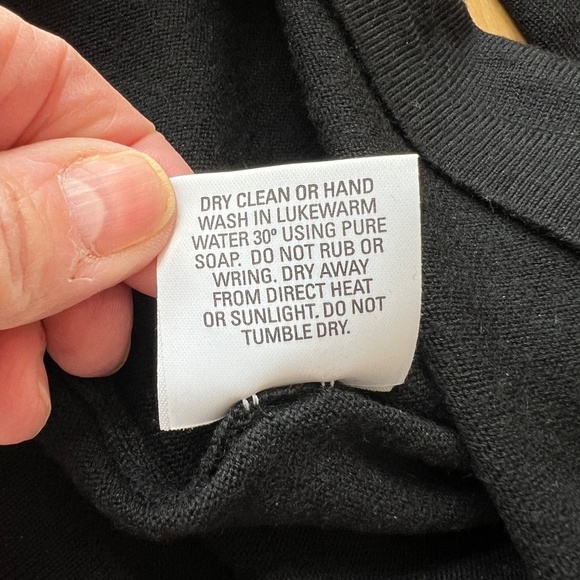 DRY CLEAN OR HAND
WASH IN LUKEWARM
WATER 30º USING PURE
SOAP. DO NOT RUB OR
WRING. DRY AWAY
FROM DIRECT HEAT
OR SUNLIGHT. DO NOT
TUMBLE DRY.